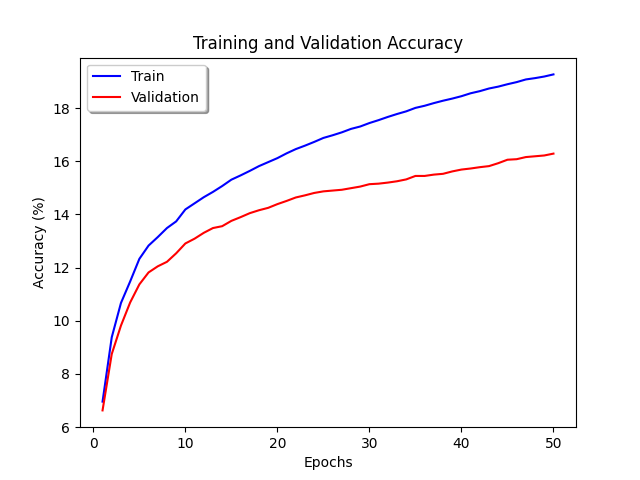 Training and Validation Accuracy
Train
Validation
Accuracy (%)
18
16
14
12
10
8
6
0 10 20 30 40 50
Epochs